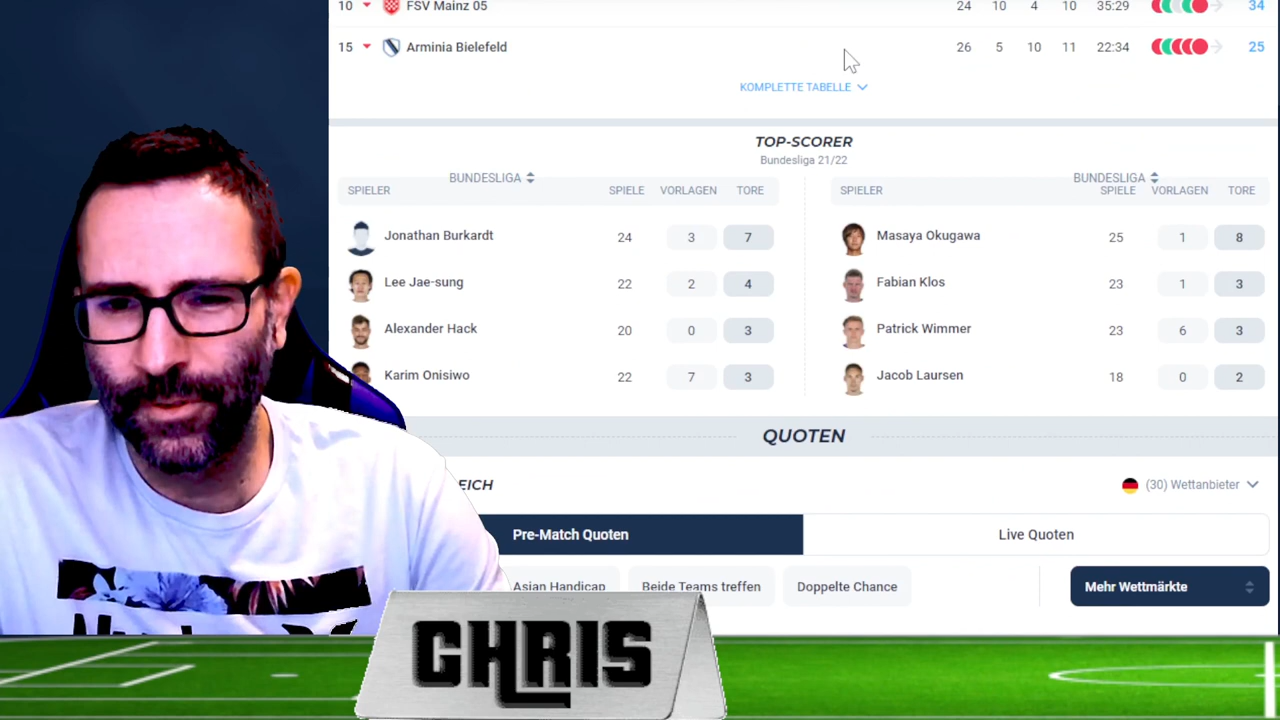 10 FSV Mainz 05 24 10 4 10 35:29 34
15 Arminia Bielefeld 26 5 10 11 22:34 25
KOMPLETTE TABELLE
TOP-SCORER
Bundesliga 21/22
SPIELER BUNDESLIGA SPIELE VORLAGEN TORE
Jonathan Burkardt 24 3 7
Lee Jae-sung 22 2 4
Alexander Hack 20 0 3
Karim Onisiwo 22 7 3
SPIELER BUNDESLIGA SPIELE VORLAGEN TORE
Masaya Okugawa 25 1 8
Fabian Klos 23 1 3
Patrick Wimmer 23 6 3
Jacob Laursen 18 0 2
QUOTEN
EICH (30) Wettanbieter
Pre-Match Quoten Live Quoten
Asian Handicap Beide Teams treffen Doppelte Chance Mehr Wettmärkte
CHRIS